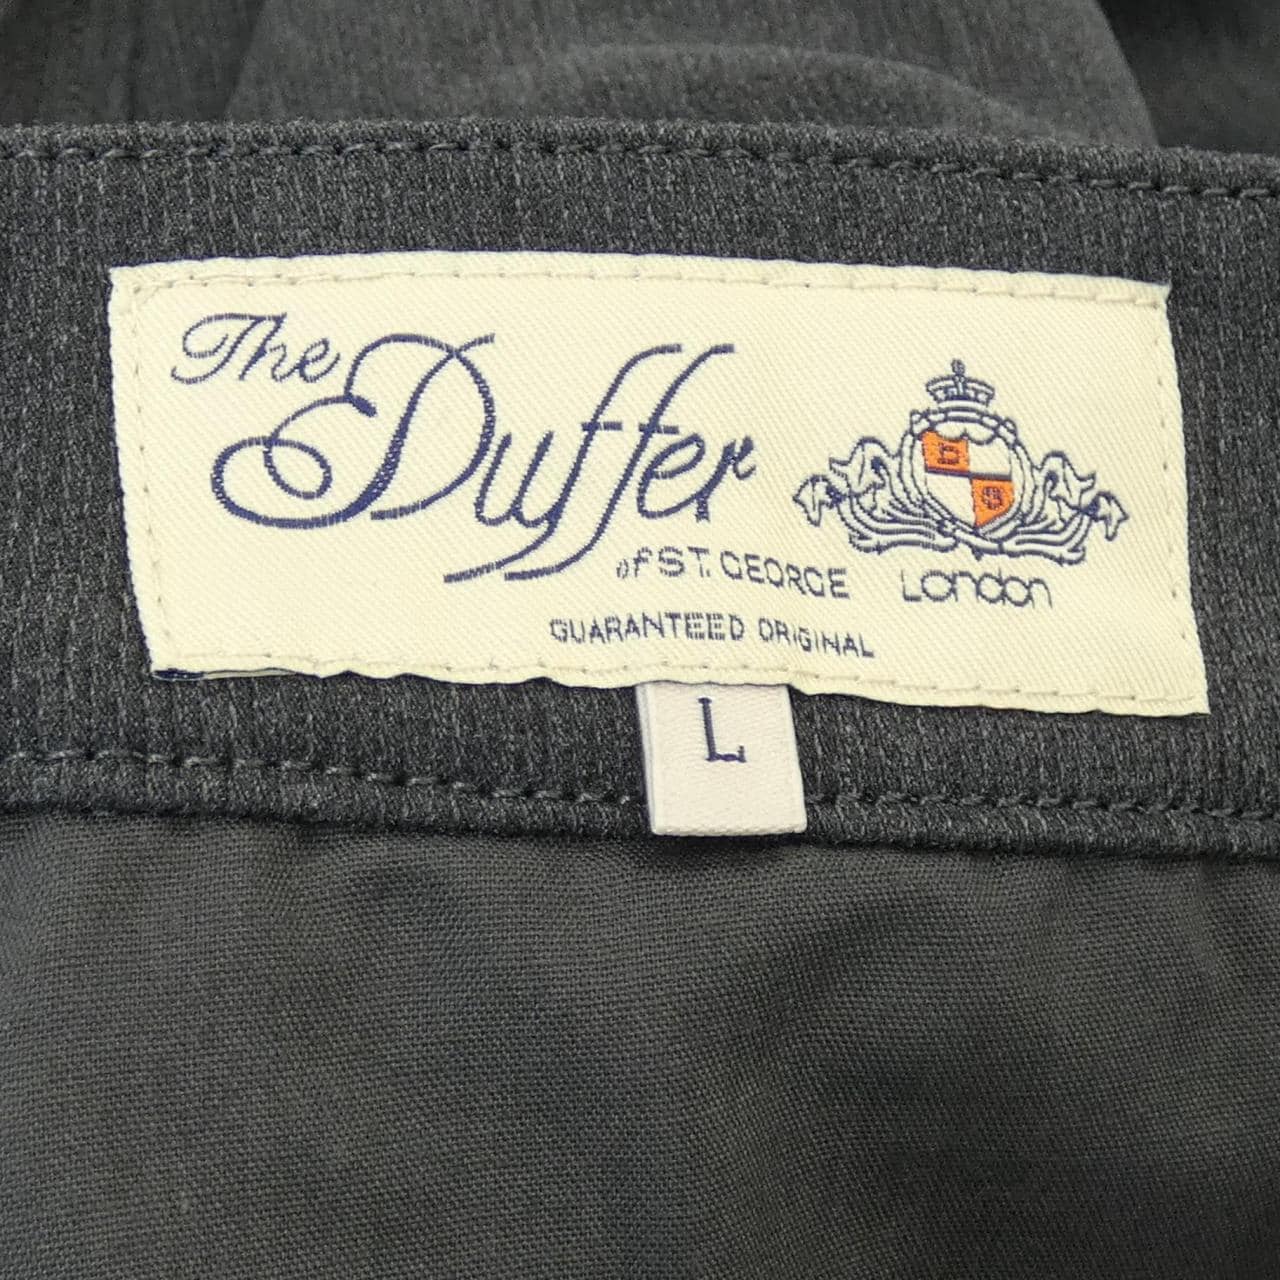 The
Duffer
of ST. GEORGE
London
GUARANTEED ORIGINAL
D
S
L